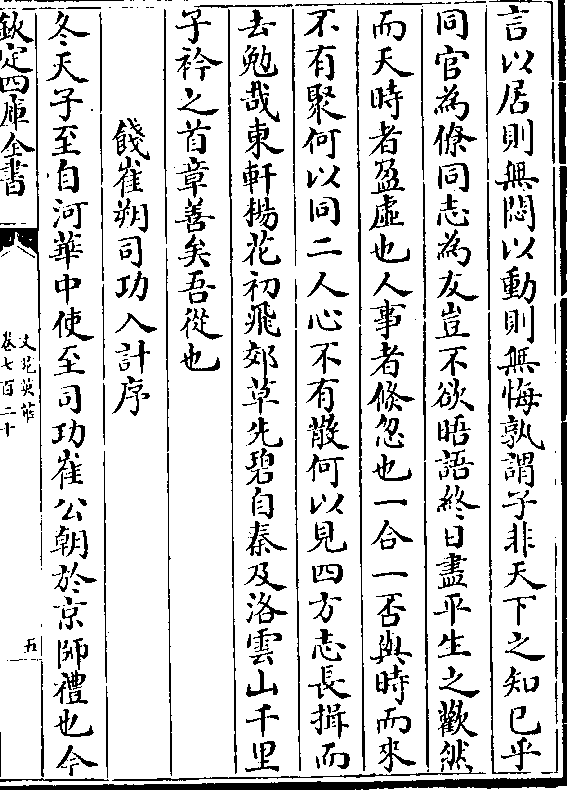 言以居則無悶以動則無悔孰謂子非天下之知已乎
同官為僚同志為友豈不欲晤語終日盡平生之歡然
而天時者盈虛也人事者倐忽也一合一否與時而來
不有聚何以同二人心不有散何以見四方志長揖而
去勉哉東軒楊花初飛郊草先碧自秦及洛雲山千里
子衿之首章善矣吾從也
餞崔朔司功入計序
冬天子至自河華中使至司功崔公朝於京師禮也今
欽定四庫全書
文苑英華
卷七百二十
五